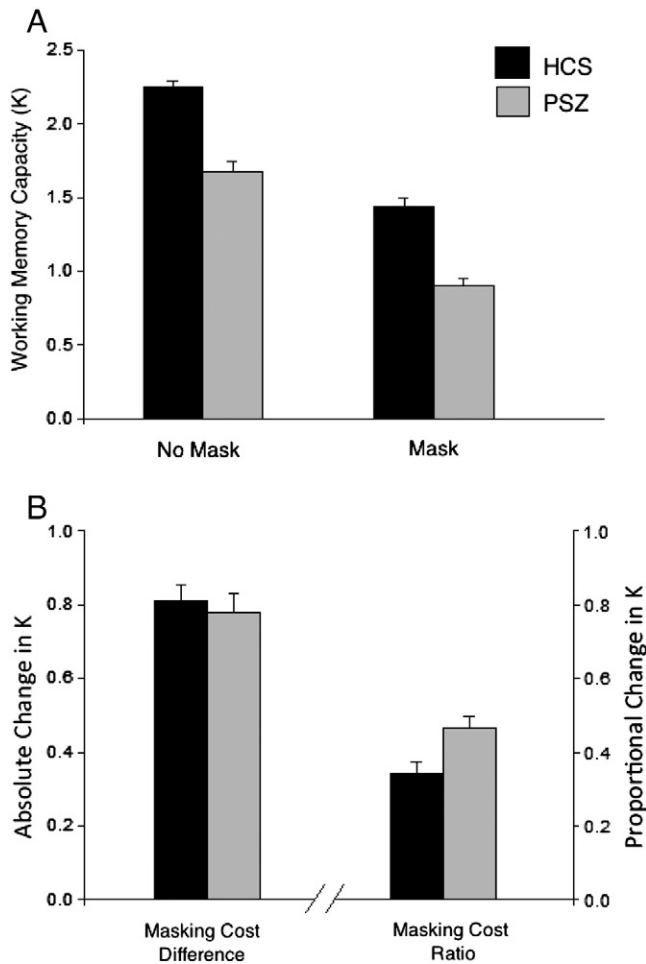 A
Working Memory Capacity (K)
2.5
2.0
1.5
1.0
0.5
0.0
HCS
PSZ
No Mask
Mask
B
Absolute Change in K
1.0
0.8
0.6
0.4
0.2
0.0
Masking Cost
Difference
Masking Cost
Ratio
1.0
0.8
0.6
0.4
0.2
0.0
Proportional Change in K